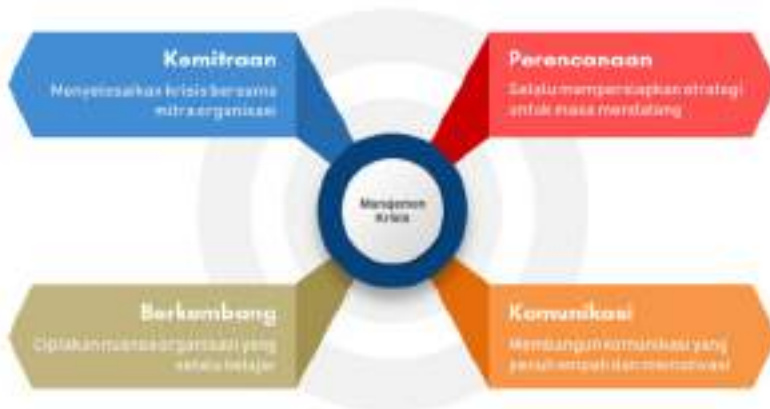 Kemitraan
Menyelesaikan krisis bersama
mitra organisasi
Perencanaan
Selalu mempersiapkan strategi
untuk masa mendatang
Manajemen
Krisis
Berkembang
Ciptakan nuansa organisasi yang
selalu belajar
Komunikasi
Membangun komunikasi yang
penuh empati dan memotivasi